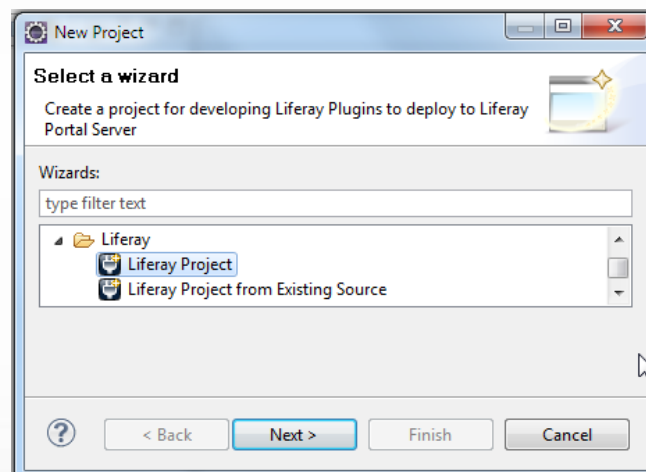 New Project
Select a wizard
Create a project for developing Liferay Plugins to deploy to Liferay
Portal Server
Wizards:
type filter text
Liferay
Liferay Project
Liferay Project from Existing Source
?
< Back
Next >
Finish
Cancel